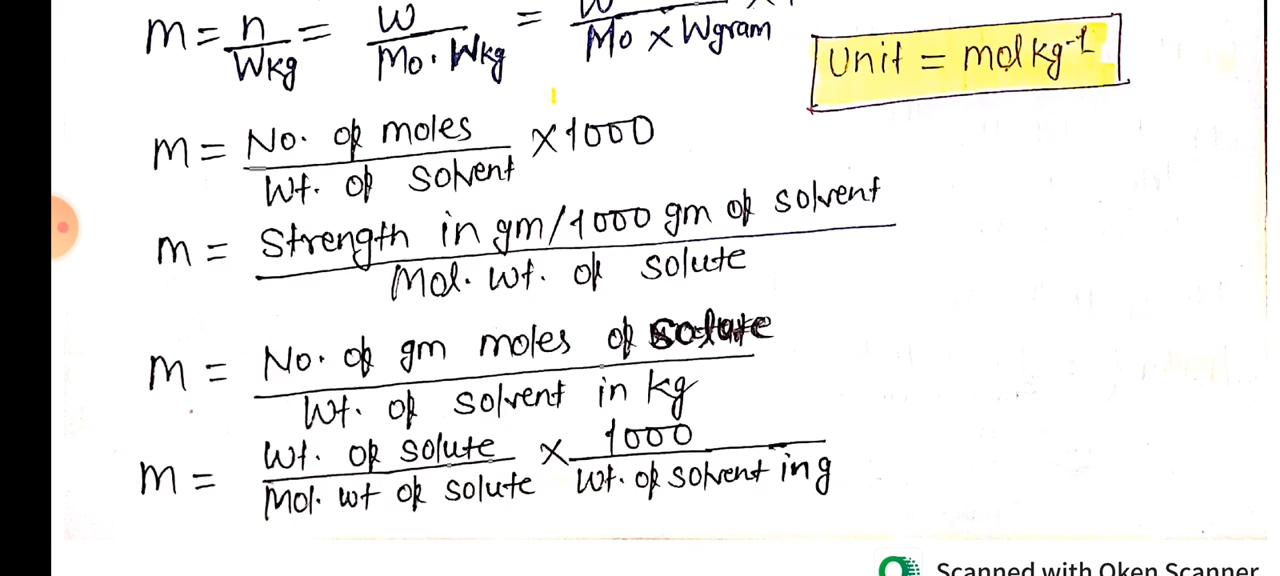 m = n/Wkg = W/Mo. Wkg = W/Mo × Wgram
Unit = mol kg⁻¹
m = No. of moles/Wt. of solvent × 1000
m = Strength in gm/1000 gm of solvent/Mol. wt. of solute
m = No. of gm moles of solute/Wt. of solvent in kg
m = Wt. of solute/Mol. wt of solute × 1000/Wt. of solvent in g
Scanned with Oken Scanner